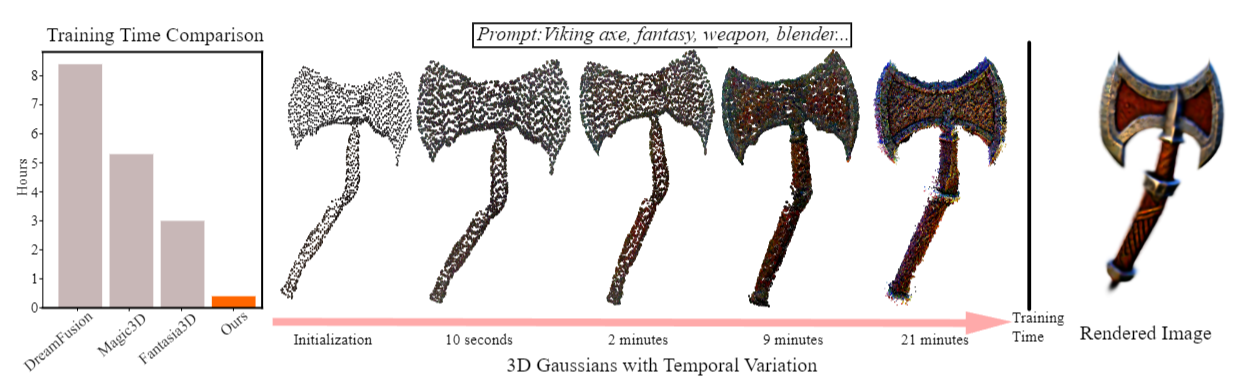 Training Time Comparison
Hours
8
7
6
5
4
3
2
1
0
DreamFusion
Magic3D
Fantasia3D
Ours
Prompt:Viking axe, fantasy, weapon, blender...
Initialization
10 seconds
2 minutes
9 minutes
21 minutes
Training
Time
3D Gaussians with Temporal Variation
Rendered Image